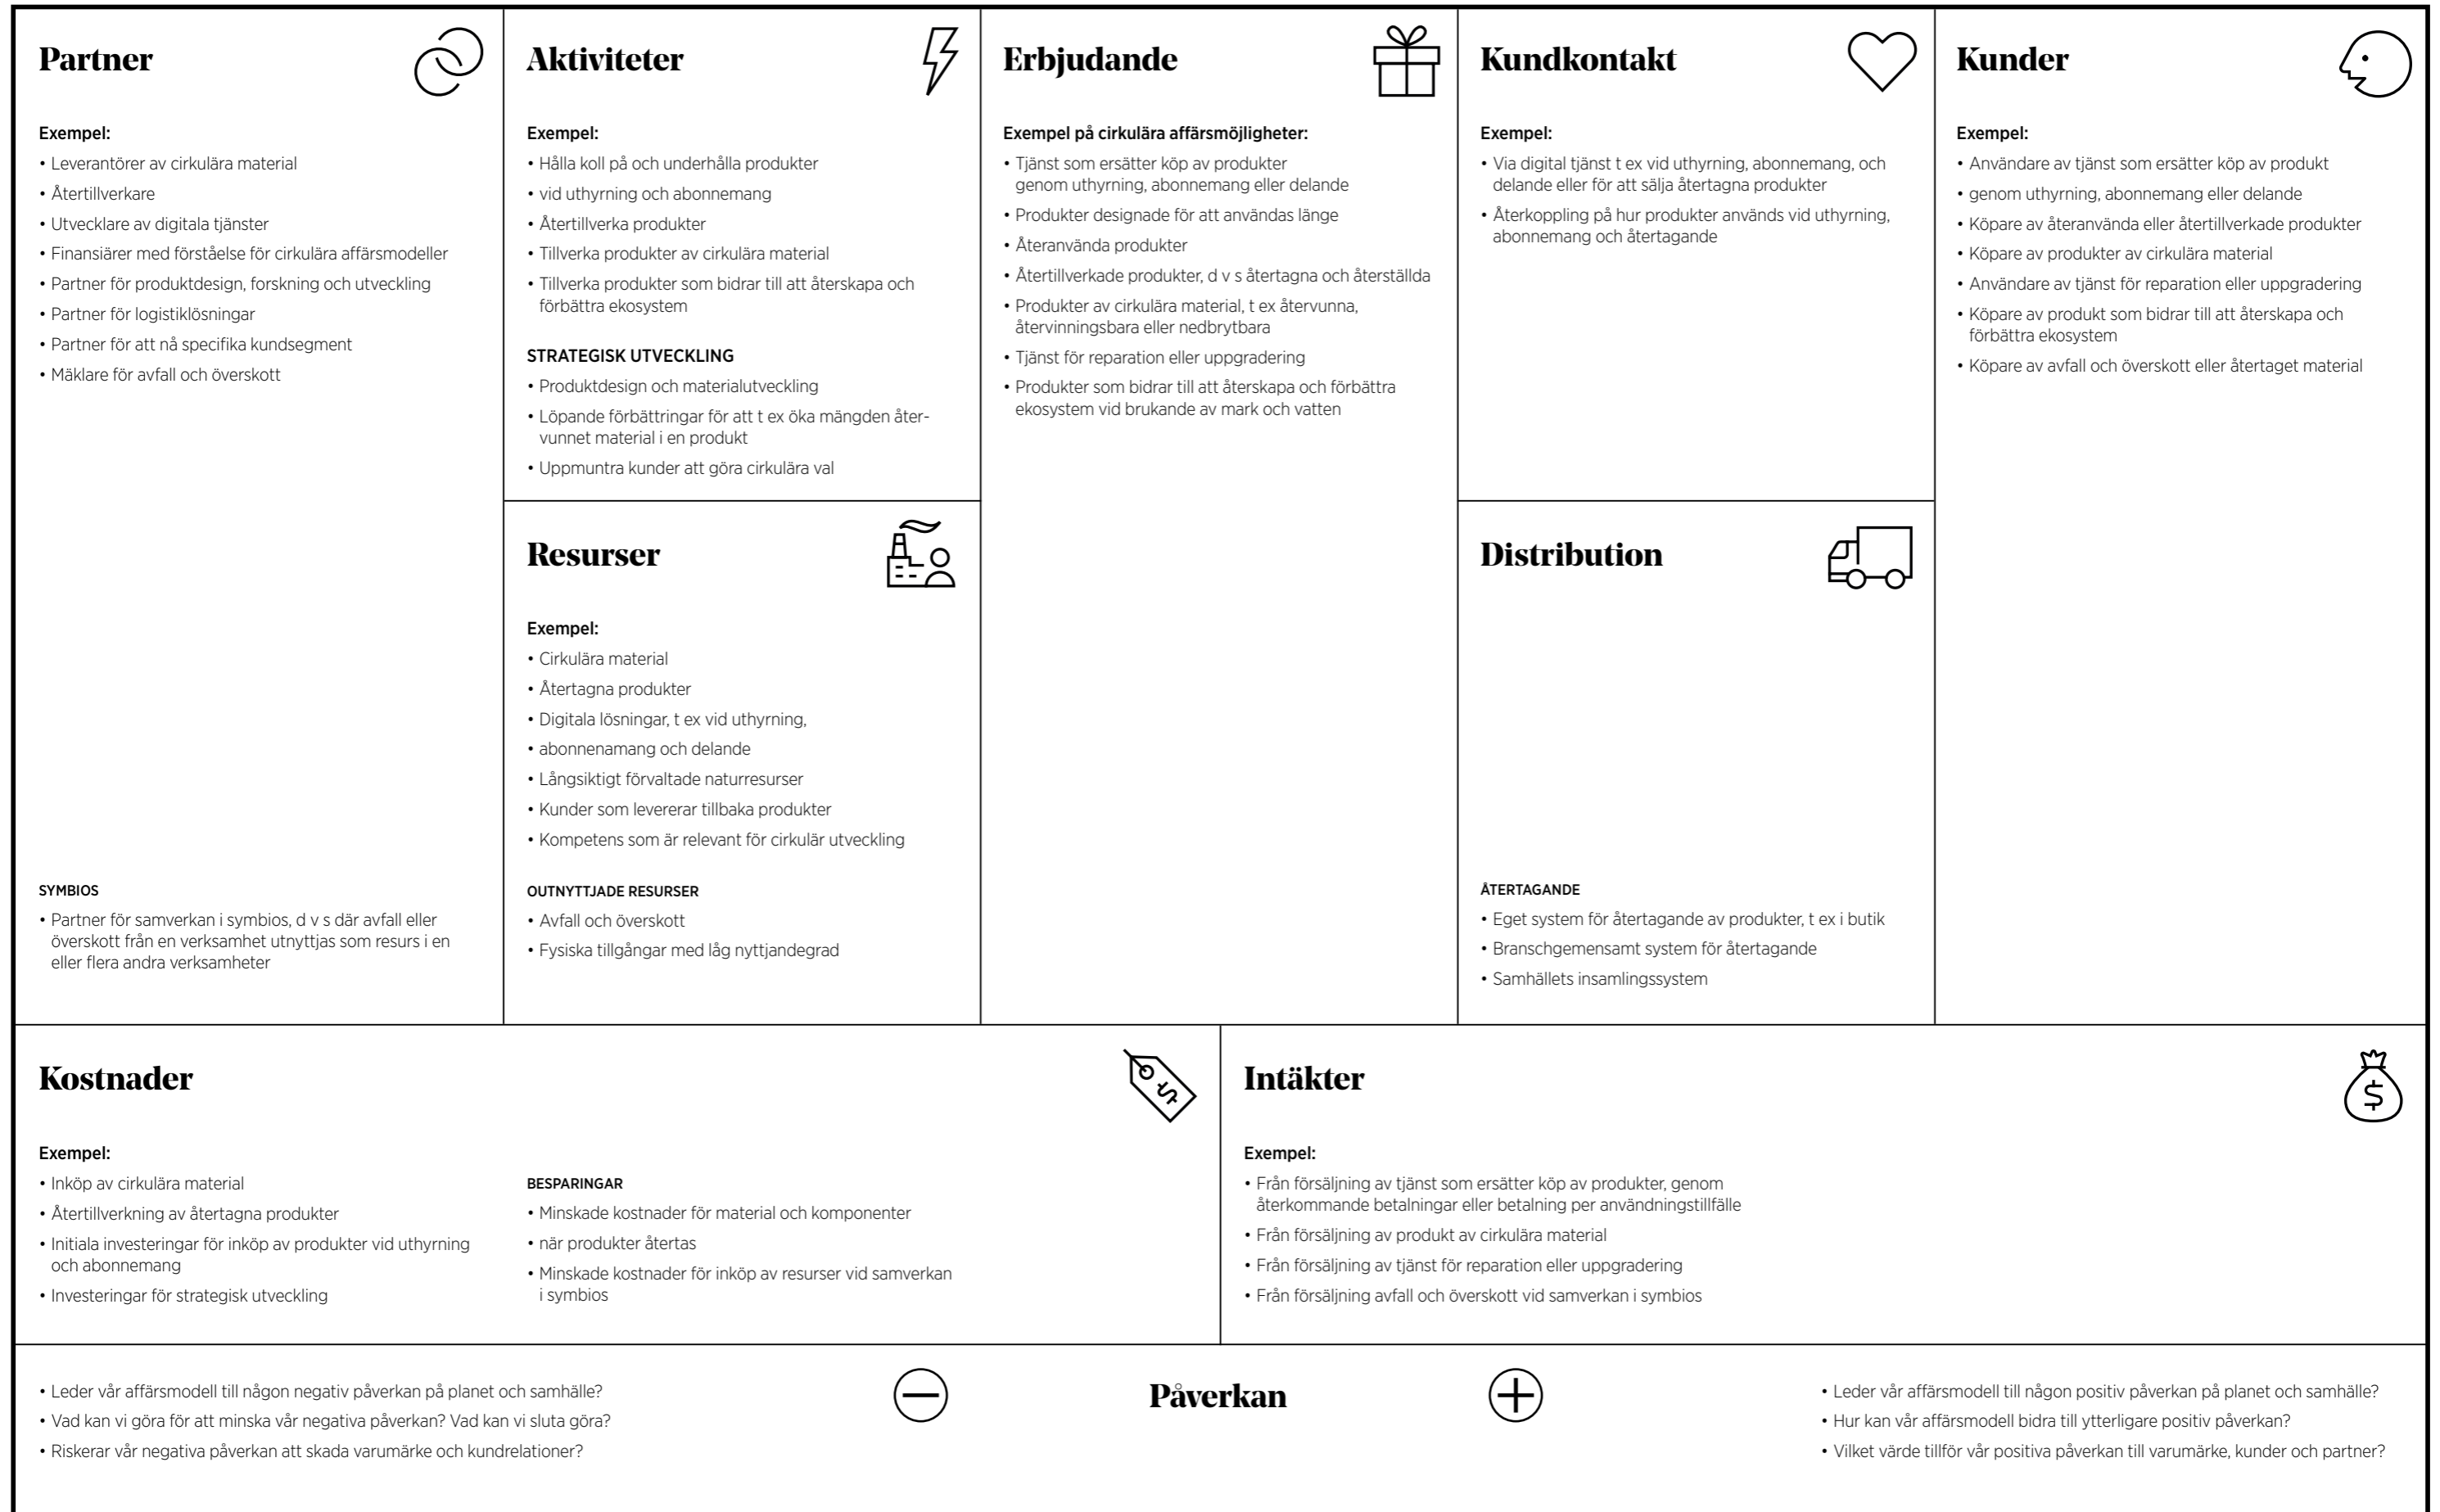 Partner
Exempel:
• Leverantörer av cirkulära material
• Återtillverkare
• Utvecklare av digitala tjänster
• Finansiärer med förståelse för cirkulära affärsmodeller
• Partner för produktdesign, forskning och utveckling
• Partner för logistiklösningar
• Partner för att nå specifika kundsegment
• Mäklare för avfall och överskott
SYMBIOS
• Partner för samverkan i symbios, d v s där avfall eller
överskott från en verksamhet utnyttjas som resurs i en
eller flera andra verksamheter
Aktiviteter
Exempel:
• Hålla koll på och underhålla produkter
• vid uthyrning och abonnemang
• Återtillverka produkter
• Tillverka produkter av cirkulära material
• Tillverka produkter som bidrar till att återskapa och
förbättra ekosystem
STRATEGISK UTVECKLING
• Produktdesign och materialutveckling
• Löpande förbättringar för att t ex öka mängden åter-
vunnet material i en produkt
• Uppmuntra kunder att göra cirkulära val
Resurser
Exempel:
• Cirkulära material
• Återtagna produkter
• Digitala lösningar, t ex vid uthyrning,
• abonnenamang och delande
• Långsiktigt förvaltade naturresurser
• Kunder som levererar tillbaka produkter
• Kompetens som är relevant för cirkulär utveckling
OUTNYTTJADE RESURSER
• Avfall och överskott
• Fysiska tillgångar med låg nyttjandegrad
Erbjudande
Exempel på cirkulära affärsmöjligheter:
• Tjänst som ersätter köp av produkter
genom uthyrning, abonnemang eller delande
• Produkter designade för att användas länge
• Återanvända produkter
• Återtillverkade produkter, d v s återtagna och återställda
• Produkter av cirkulära material, t ex återvunna,
återvinningsbara eller nedbrytbara
• Tjänst för reparation eller uppgradering
• Produkter som bidrar till att återskapa och förbättra
ekosystem vid brukande av mark och vatten
Kundkontakt
Exempel:
• Via digital tjänst t ex vid uthyrning, abonnemang, och
delande eller för att sälja återtagna produkter
• Återkoppling på hur produkter används vid uthyrning,
abonnemang och återtagande
Distribution
ÅTERTAGANDE
• Eget system för återtagande av produkter, t ex i butik
• Branschgemensamt system för återtagande
• Samhällets insamlingssystem
Kunder
Exempel:
• Användare av tjänst som ersätter köp av produkt
• genom uthyrning, abonnemang eller delande
• Köpare av återanvända eller återtillverkade produkter
• Köpare av produkter av cirkulära material
• Användare av tjänst för reparation eller uppgradering
• Köpare av produkt som bidrar till att återskapa och
förbättra ekosystem
• Köpare av avfall och överskott eller återtaget material
Kostnader
Exempel:
• Inköp av cirkulära material
• Återtillverkning av återtagna produkter
• Initiala investeringar för inköp av produkter vid uthyrning
och abonnemang
• Investeringar för strategisk utveckling
BESPARINGAR
• Minskade kostnader för material och komponenter
• när produkter återtas
• Minskade kostnader för inköp av resurser vid samverkan
i symbios
$
Intäkter
Exempel:
• Från försäljning av tjänst som ersätter köp av produkter, genom
återkommande betalningar eller betalning per användningstillfälle
• Från försäljning av produkt av cirkulära material
• Från försäljning av tjänst för reparation eller uppgradering
• Från försäljning avfall och överskott vid samverkan i symbios
$
• Leder vår affärsmodell till någon negativ påverkan på planet och samhälle?
• Vad kan vi göra för att minska vår negativa påverkan? Vad kan vi sluta göra?
• Riskerar vår negativa påverkan att skada varumärke och kundrelationer?
Påverkan
• Leder vår affärsmodell till någon positiv påverkan på planet och samhälle?
• Hur kan vår affärsmodell bidra till ytterligare positiv påverkan?
• Vilket värde tillför vår positiva påverkan till varumärke, kunder och partner?